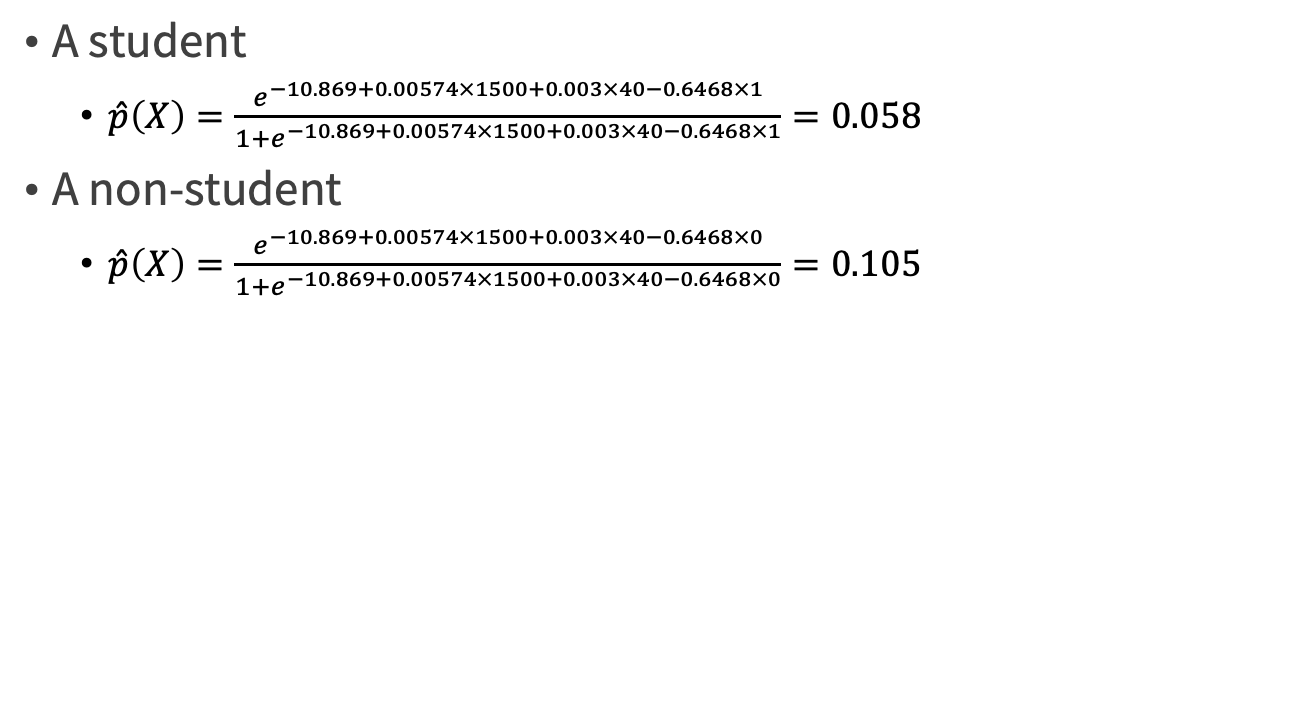 • A student
• p̂(X) = \frac{e^{-10.869+0.00574×1500+0.003×40−0.6468×1}}{1+e^{-10.869+0.00574×1500+0.003×40−0.6468×1}} = 0.058
• A non-student
• p̂(X) = \frac{e^{-10.869+0.00574×1500+0.003×40−0.6468×0}}{1+e^{-10.869+0.00574×1500+0.003×40−0.6468×0}} = 0.105